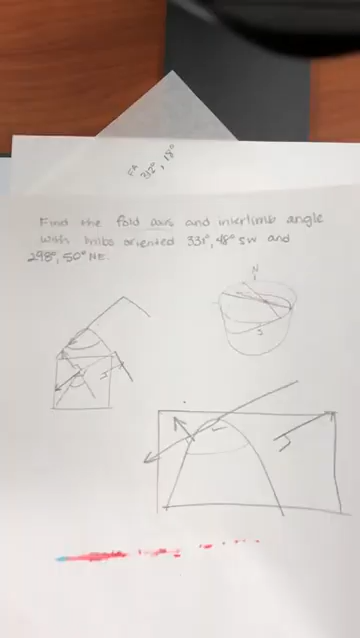 FA
312°, 18°
Find the fold axis and interlimb angle
with limbs oriented 331°, 48° SW and
298°, 50° NE.
N